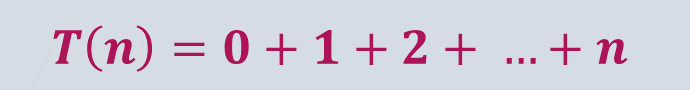 T(n) = 0 + 1 + 2 + ... + n